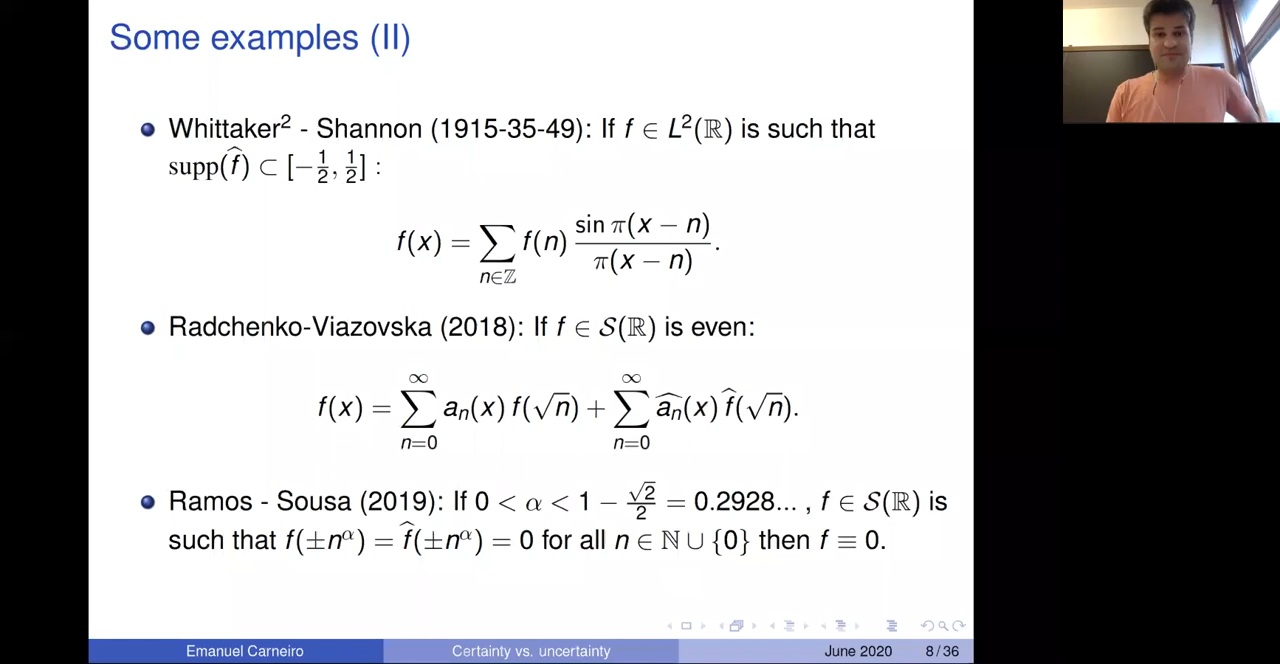 Some examples (II)
Whittaker² - Shannon (1915-35-49): If f ∈ L²(ℝ) is such that
supp(f̂) ⊂ [−1/2, 1/2] :
f(x) = ∑_{n∈ℤ} f(n) sin π(x − n) / π(x − n) .
Radchenko-Viazovska (2018): If f ∈ 𝒮(ℝ) is even:
f(x) = ∑_{n=0}^{∞} a_n(x) f(√n) + ∑_{n=0}^{∞} â_n(x) f̂(√n).
Ramos - Sousa (2019): If 0 < α < 1 − √2/2 = 0.2928... , f ∈ 𝒮(ℝ) is
such that f(±n^α) = f̂(±n^α) = 0 for all n ∈ ℕ ∪ {0} then f ≡ 0.
Emanuel Carneiro
Certainty vs. uncertainty
June 2020
8 / 36